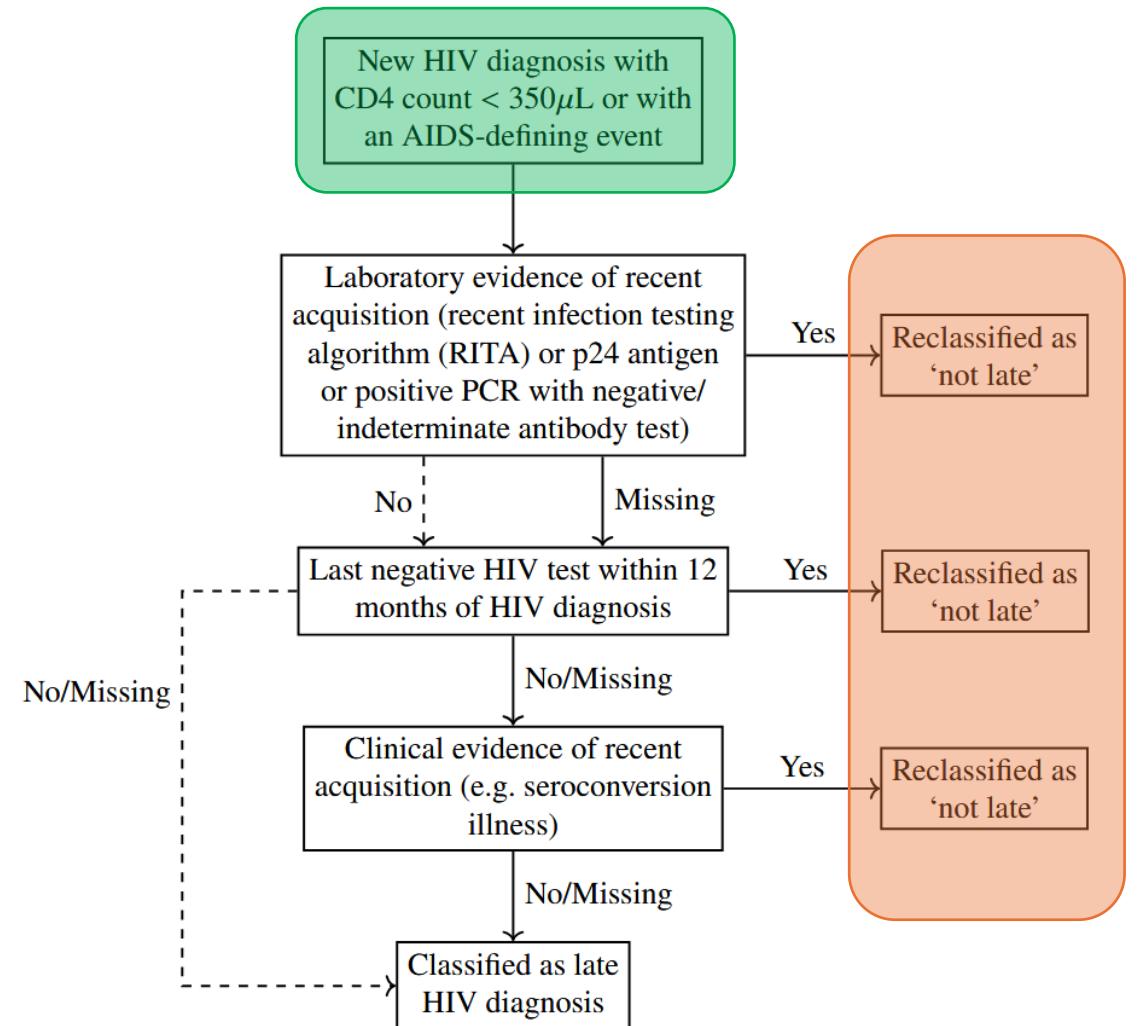 New HIV diagnosis with
CD4 count < 350μL or with
an AIDS-defining event
Laboratory evidence of recent
acquisition (recent infection testing
algorithm (RITA) or p24 antigen
or positive PCR with negative/
indeterminate antibody test)
Yes
Reclassified as
‘not late’
No
Missing
Last negative HIV test within 12
months of HIV diagnosis
Yes
Reclassified as
‘not late’
No/Missing
No/Missing
Clinical evidence of recent
acquisition (e.g. seroconversion
illness)
Yes
Reclassified as
‘not late’
No/Missing
Classified as late
HIV diagnosis